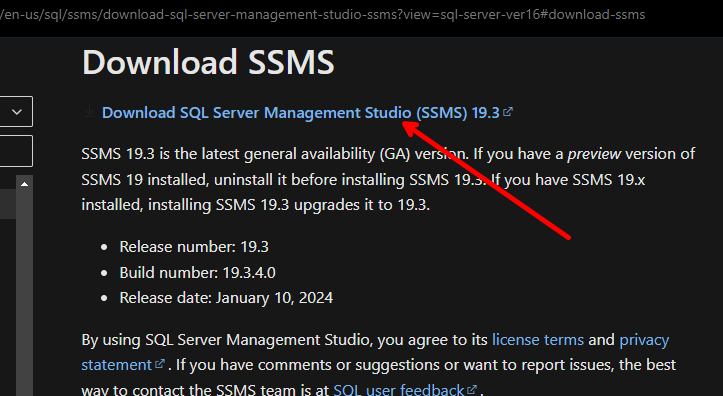 /en-us/sql/ssms/download-sql-server-management-studio-ssms?view=sql-server-ver16#download-ssms
Download SSMS
Download SQL Server Management Studio (SSMS) 19.3
SSMS 19.3 is the latest general availability (GA) version. If you have a preview version of
SSMS 19 installed, uninstall it before installing SSMS 19.3. If you have SSMS 19.x
installed, installing SSMS 19.3 upgrades it to 19.3.
• Release number: 19.3
• Build number: 19.3.4.0
• Release date: January 10, 2024
By using SQL Server Management Studio, you agree to its license terms and privacy
statement. If you have comments or suggestions or want to report issues, the best
way to contact the SSMS team is at SQL user feedback.